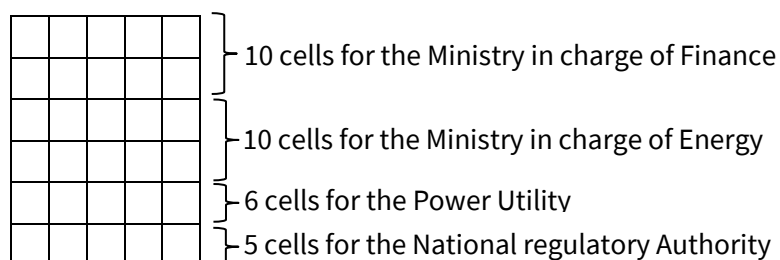 10 cells for the Ministry in charge of Finance
10 cells for the Ministry in charge of Energy
6 cells for the Power Utility
5 cells for the National regulatory Authority